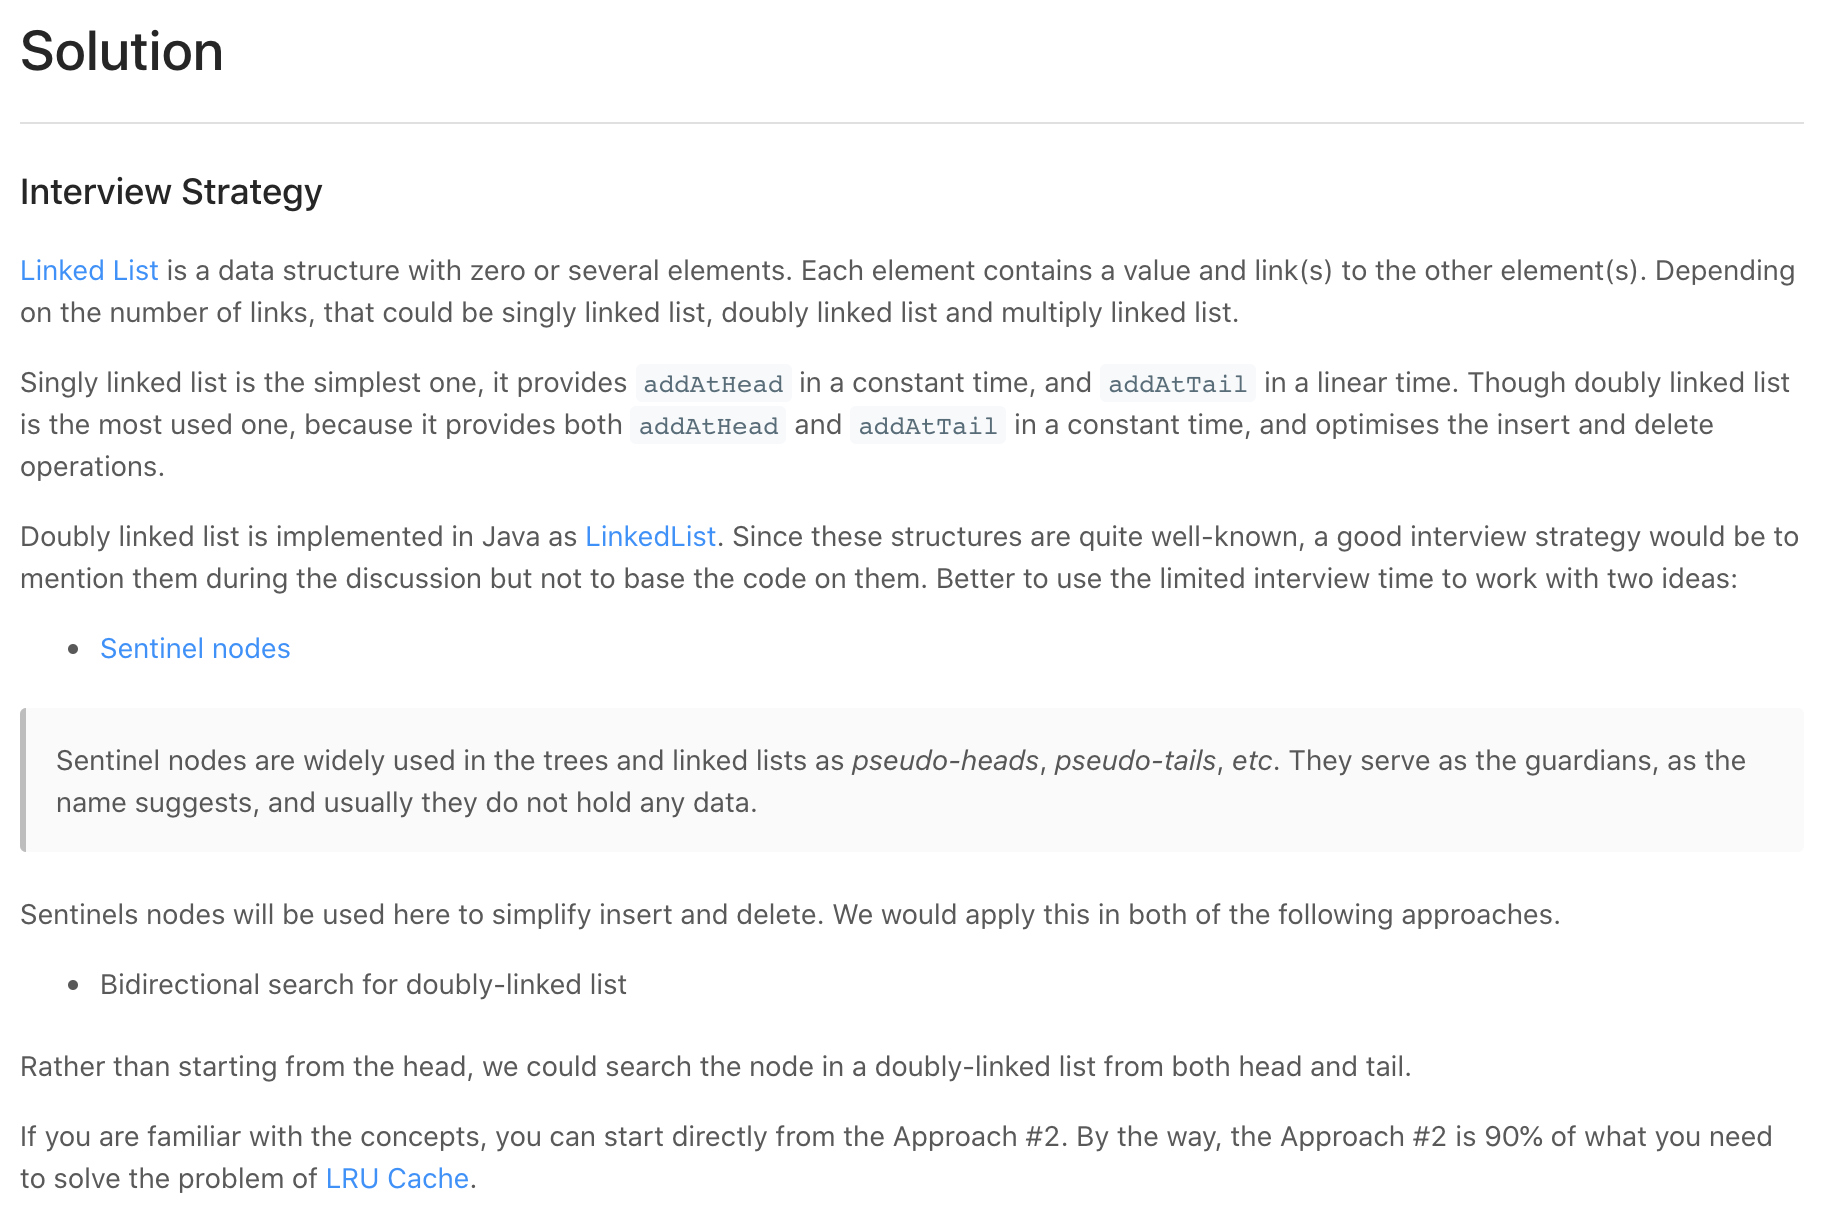 Solution
Interview Strategy
Linked List is a data structure with zero or several elements. Each element contains a value and link(s) to the other element(s). Depending
on the number of links, that could be singly linked list, doubly linked list and multiply linked list.
Singly linked list is the simplest one, it provides addAtHead in a constant time, and addAtTail in a linear time. Though doubly linked list
is the most used one, because it provides both addAtHead and addAtTail in a constant time, and optimises the insert and delete
operations.
Doubly linked list is implemented in Java as LinkedList. Since these structures are quite well-known, a good interview strategy would be to
mention them during the discussion but not to base the code on them. Better to use the limited interview time to work with two ideas:
• Sentinel nodes
Sentinel nodes are widely used in the trees and linked lists as pseudo-heads, pseudo-tails, etc. They serve as the guardians, as the
name suggests, and usually they do not hold any data.
Sentinels nodes will be used here to simplify insert and delete. We would apply this in both of the following approaches.
• Bidirectional search for doubly-linked list
Rather than starting from the head, we could search the node in a doubly-linked list from both head and tail.
If you are familiar with the concepts, you can start directly from the Approach #2. By the way, the Approach #2 is 90% of what you need
to solve the problem of LRU Cache.